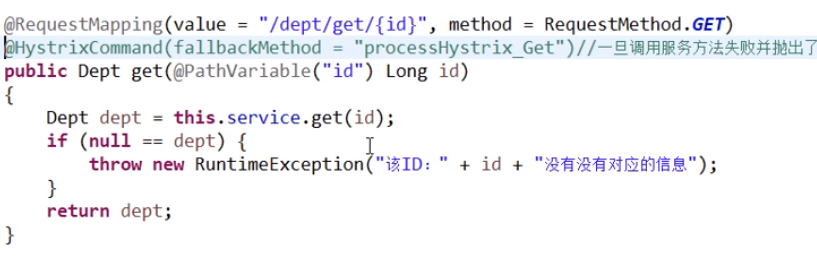 @RequestMapping(value = "/dept/get/{id}", method = RequestMethod.GET)
@HystrixCommand(fallbackMethod = "processHystrix_Get")//一旦调用服务方法失败并抛出了
public Dept get(@PathVariable("id") Long id)
{
Dept dept = this.service.get(id);
if (null == dept) {
throw new RuntimeException("该ID：" + id + "没有没有对应的信息");
}
return dept;
}